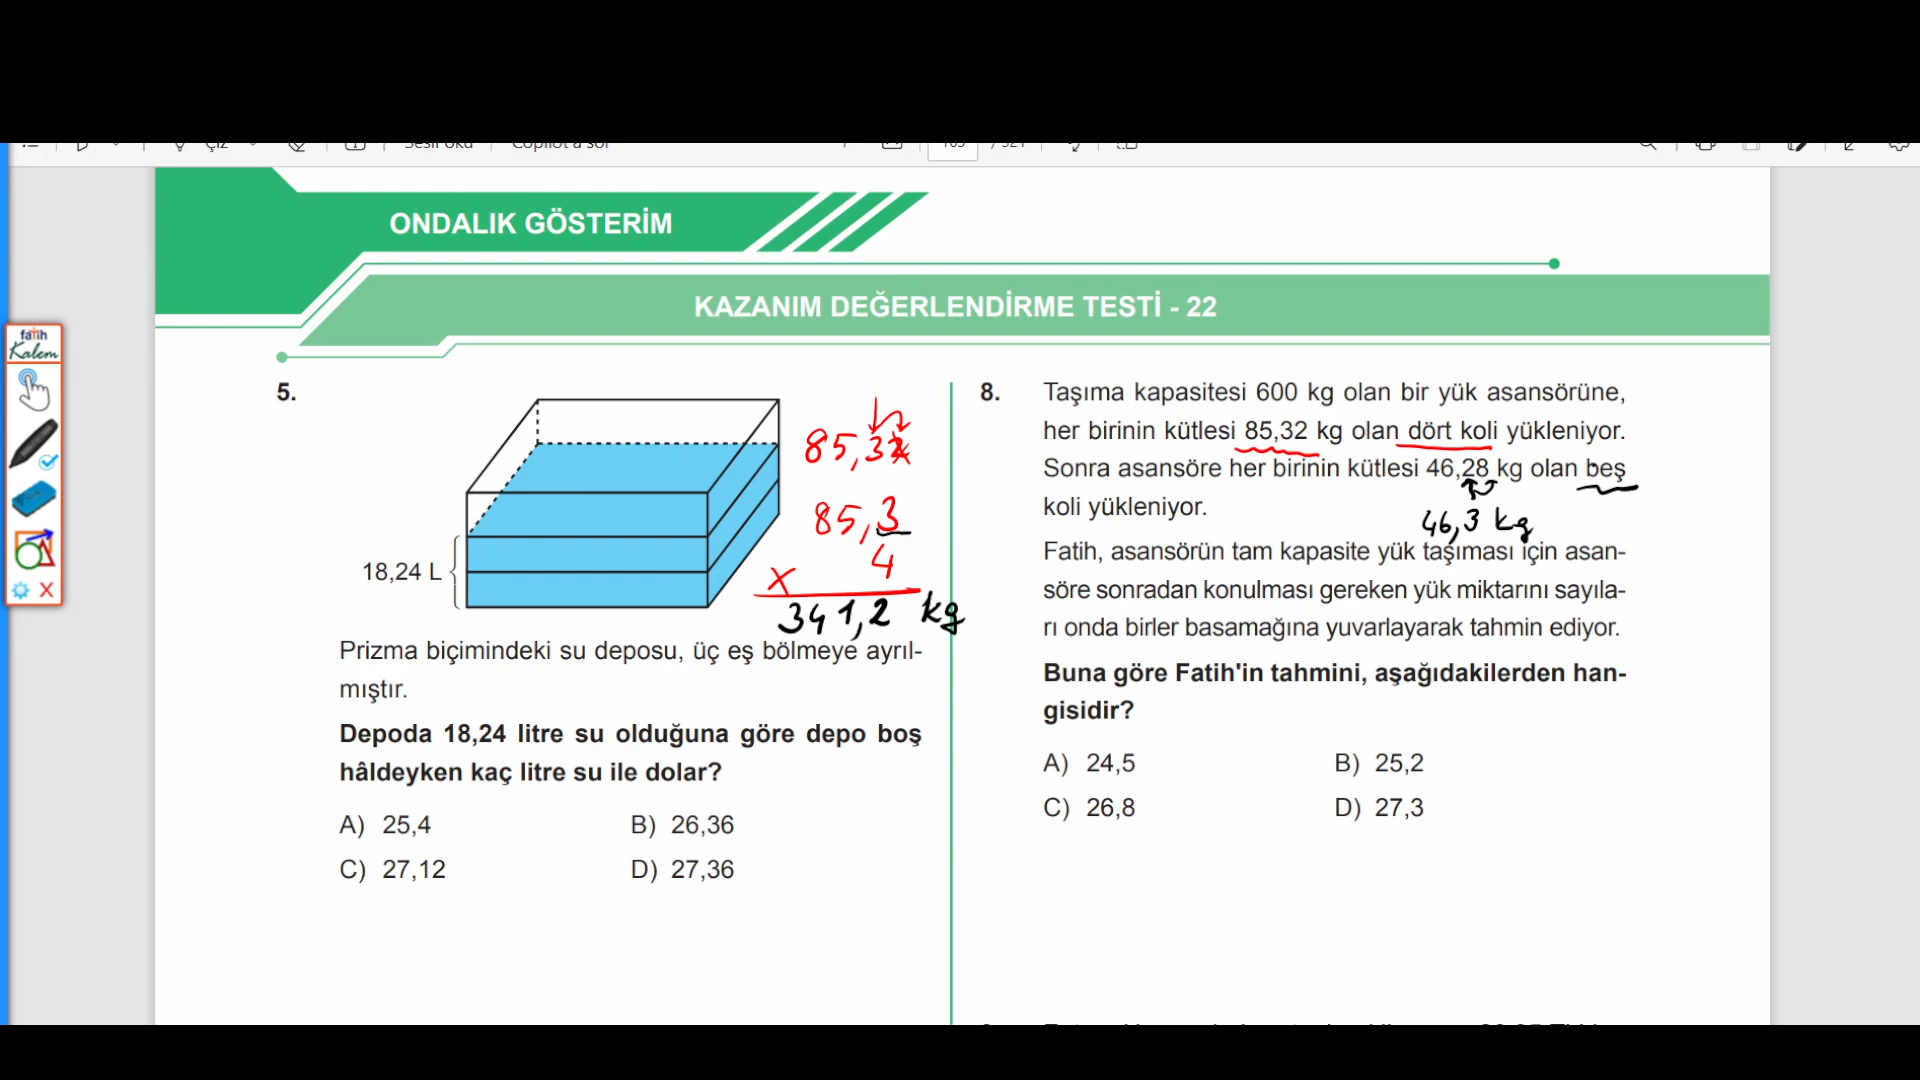 Sesli oku
Copilot'a sor
ONDALIK GÖSTERİM
KAZANIM DEĞERLENDİRME TESTİ - 22
fatih
Kalem
5.
18,24 L
85,32
85,3
x 4
341,2 kg
Prizma biçimindeki su deposu, üç eş bölmeye ayrıl-
mıştır.
Depoda 18,24 litre su olduğuna göre depo boş
hâldeyken kaç litre su ile dolar?
A) 25,4 B) 26,36
C) 27,12 D) 27,36
8. Taşıma kapasitesi 600 kg olan bir yük asansörüne,
her birinin kütlesi 85,32 kg olan dört koli yükleniyor.
Sonra asansöre her birinin kütlesi 46,28 kg olan beş
koli yükleniyor.
46,3 kg
Fatih, asansörün tam kapasite yük taşıması için asan-
söre sonradan konulması gereken yük miktarını sayıla-
rı onda birler basamağına yuvarlayarak tahmin ediyor.
Buna göre Fatih'in tahmini, aşağıdakilerden han-
gisidir?
A) 24,5 B) 25,2
C) 26,8 D) 27,3